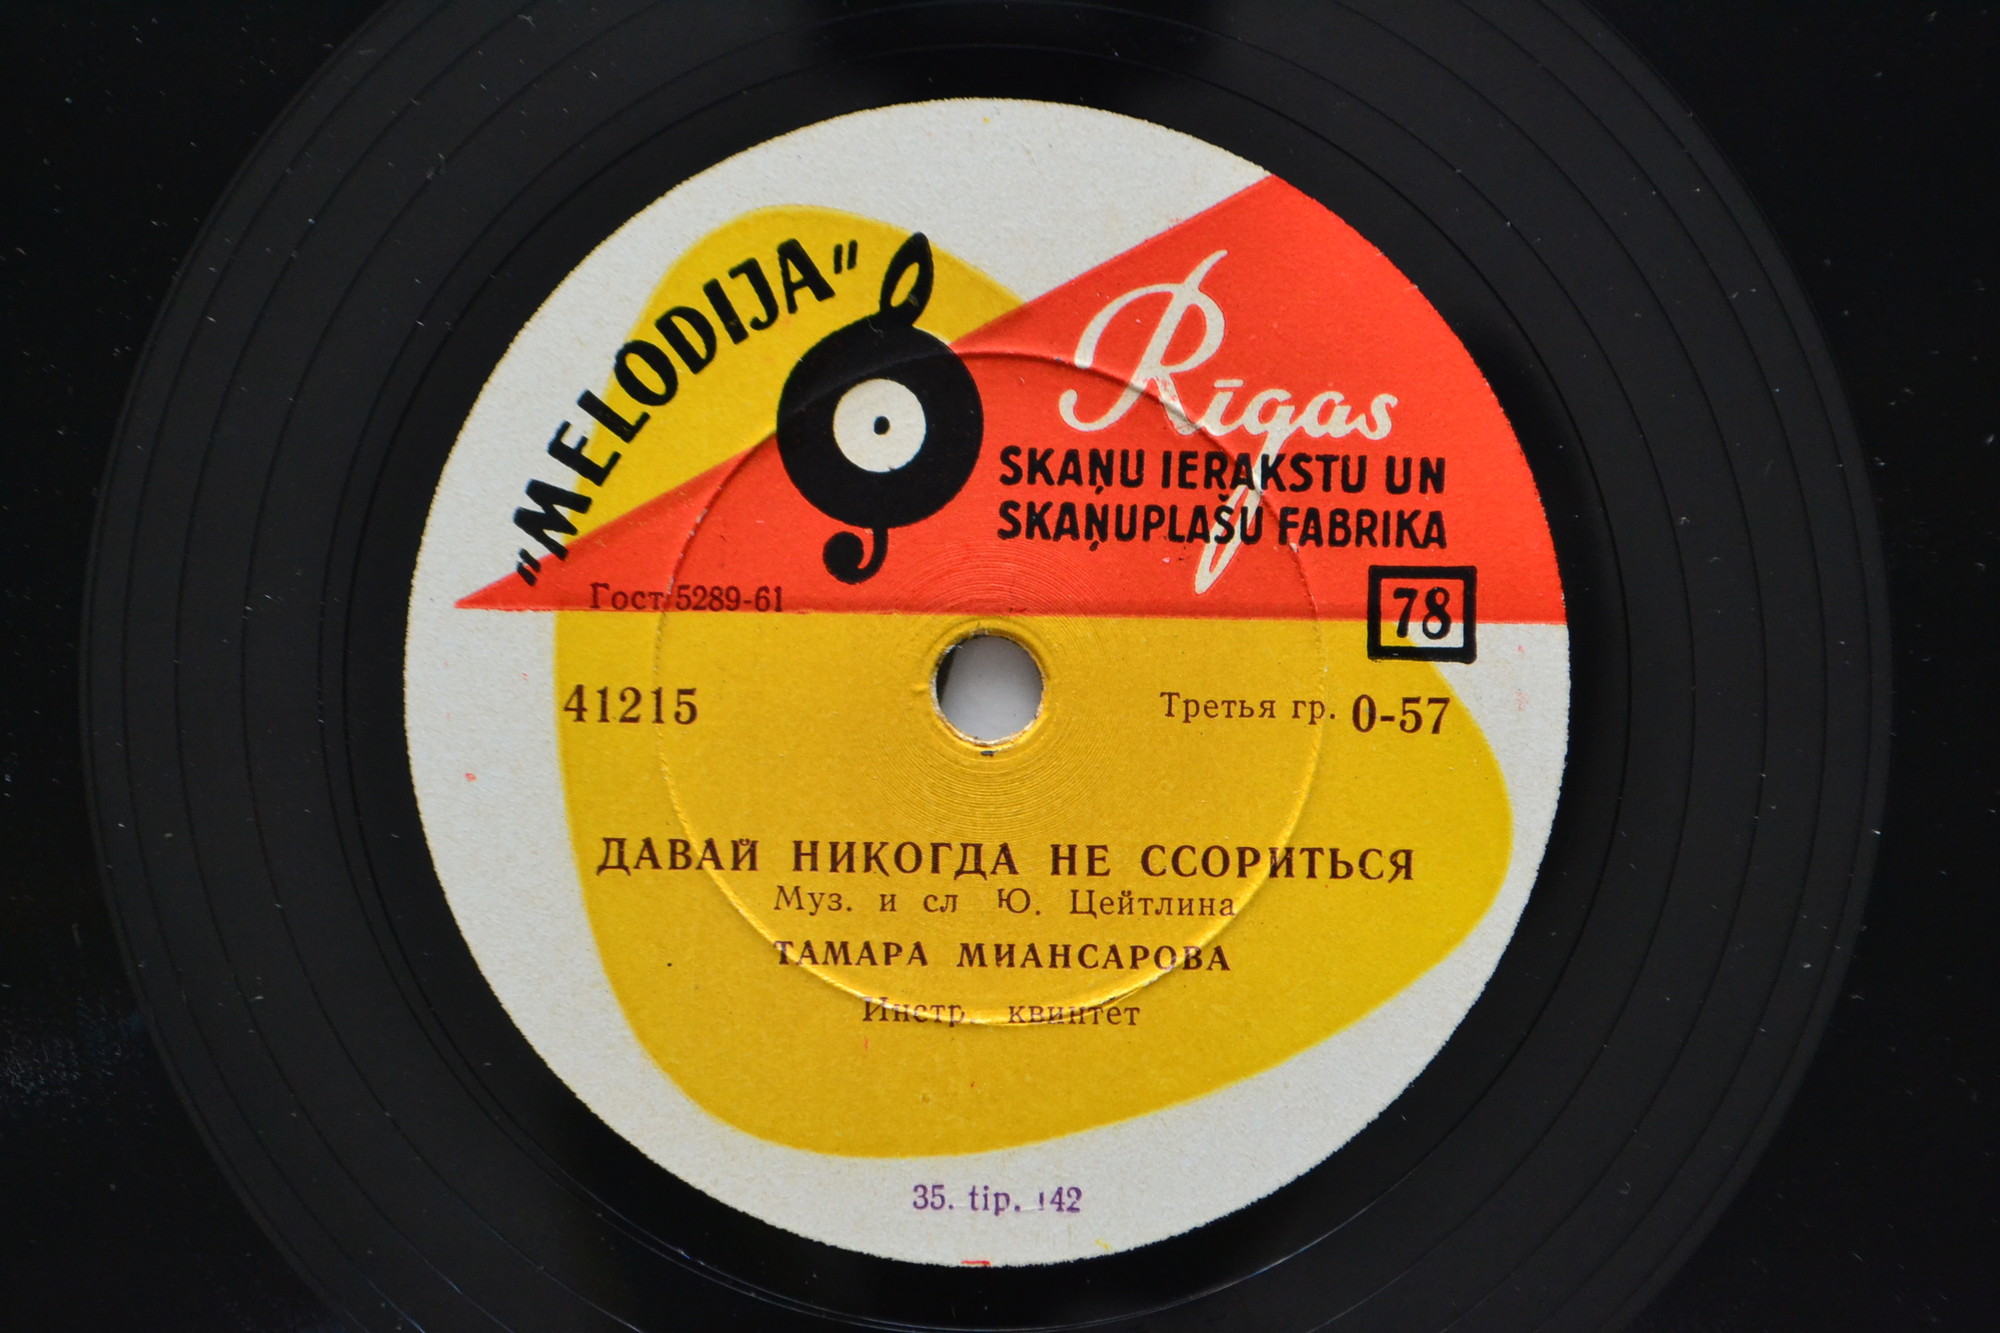 „MELODIJA”
Rīgas
SKAŅU IERAKSTU UN
SKAŅUPLAŠU FABRIKA
Гост 5289-61
78
41215
Третья гр. 0-57
ДАВАЙ НИКОГДА НЕ ССОРИТЬСЯ
Муз. и сл Ю. Цейтлина
ТАМАРА МИАНСАРОВА
Инстр. квинтет
35. tip. 142